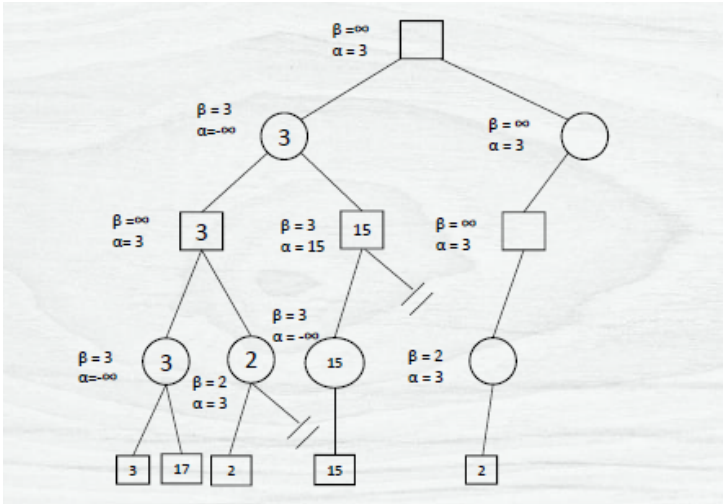 β =∞
α = 3
β = 3
α=-∞
3
β = ∞
α = 3
β =∞
α= 3
3
β = 3
α = 15
15
β = ∞
α= 3
β = 3
α = -∞
β = 3
α=-∞
3
β = 2
α = 3
2
15
β = 2
α = 3
3
17
2
15
2